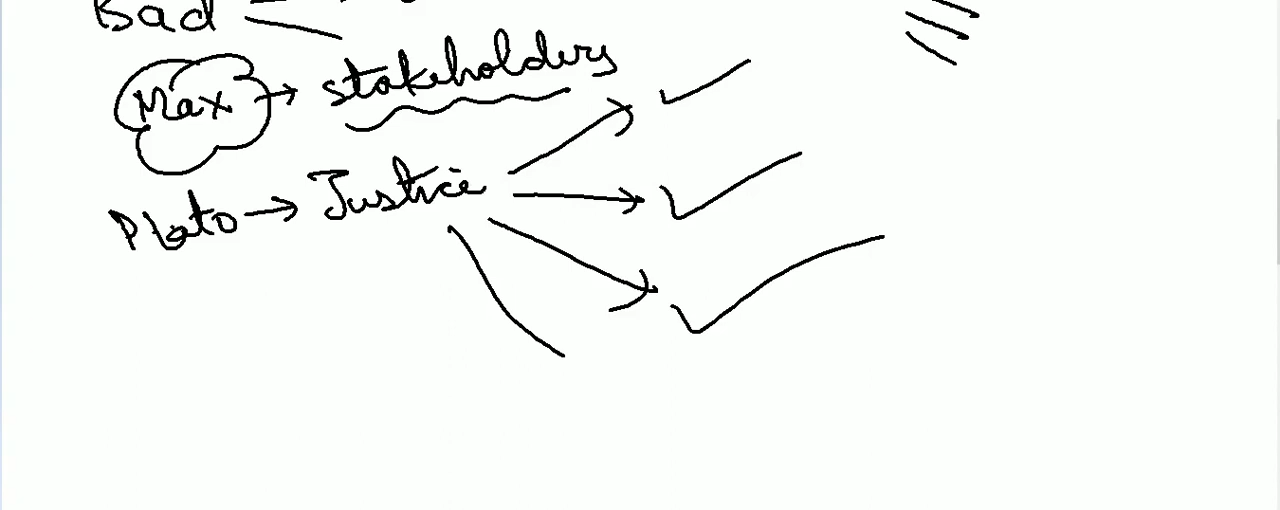 Bad
Max → stakeholders
Plato → Justice